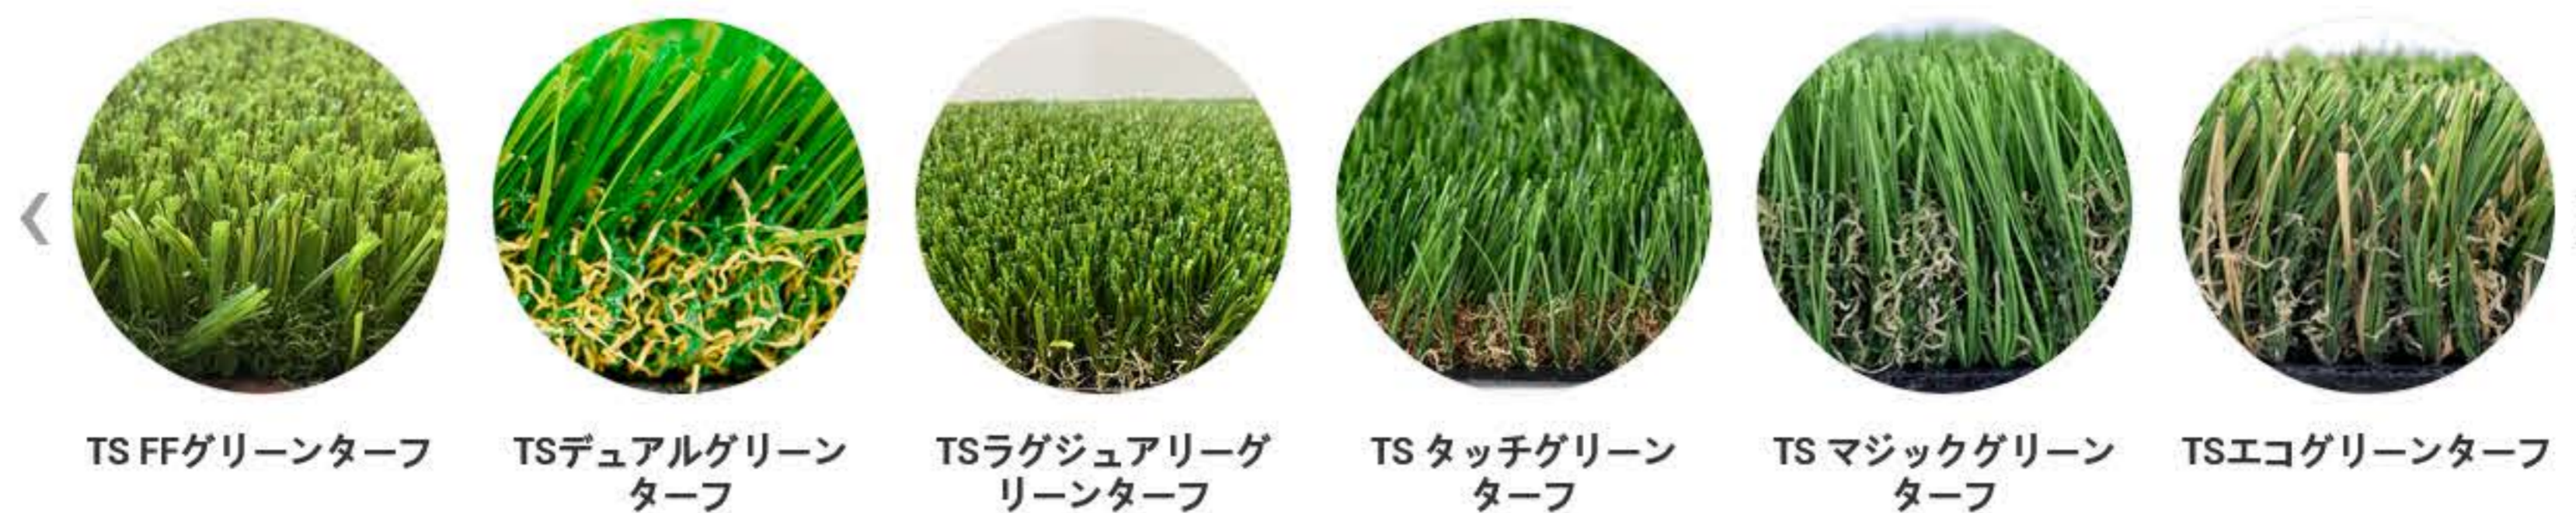 TS FFグリーンターフ
TSデュアルグリーン
ターフ
TSラグジュアリーグ
リーンターフ
TS タッチグリーン
ターフ
TS マジックグリーン
ターフ
TSエコグリーンターフ